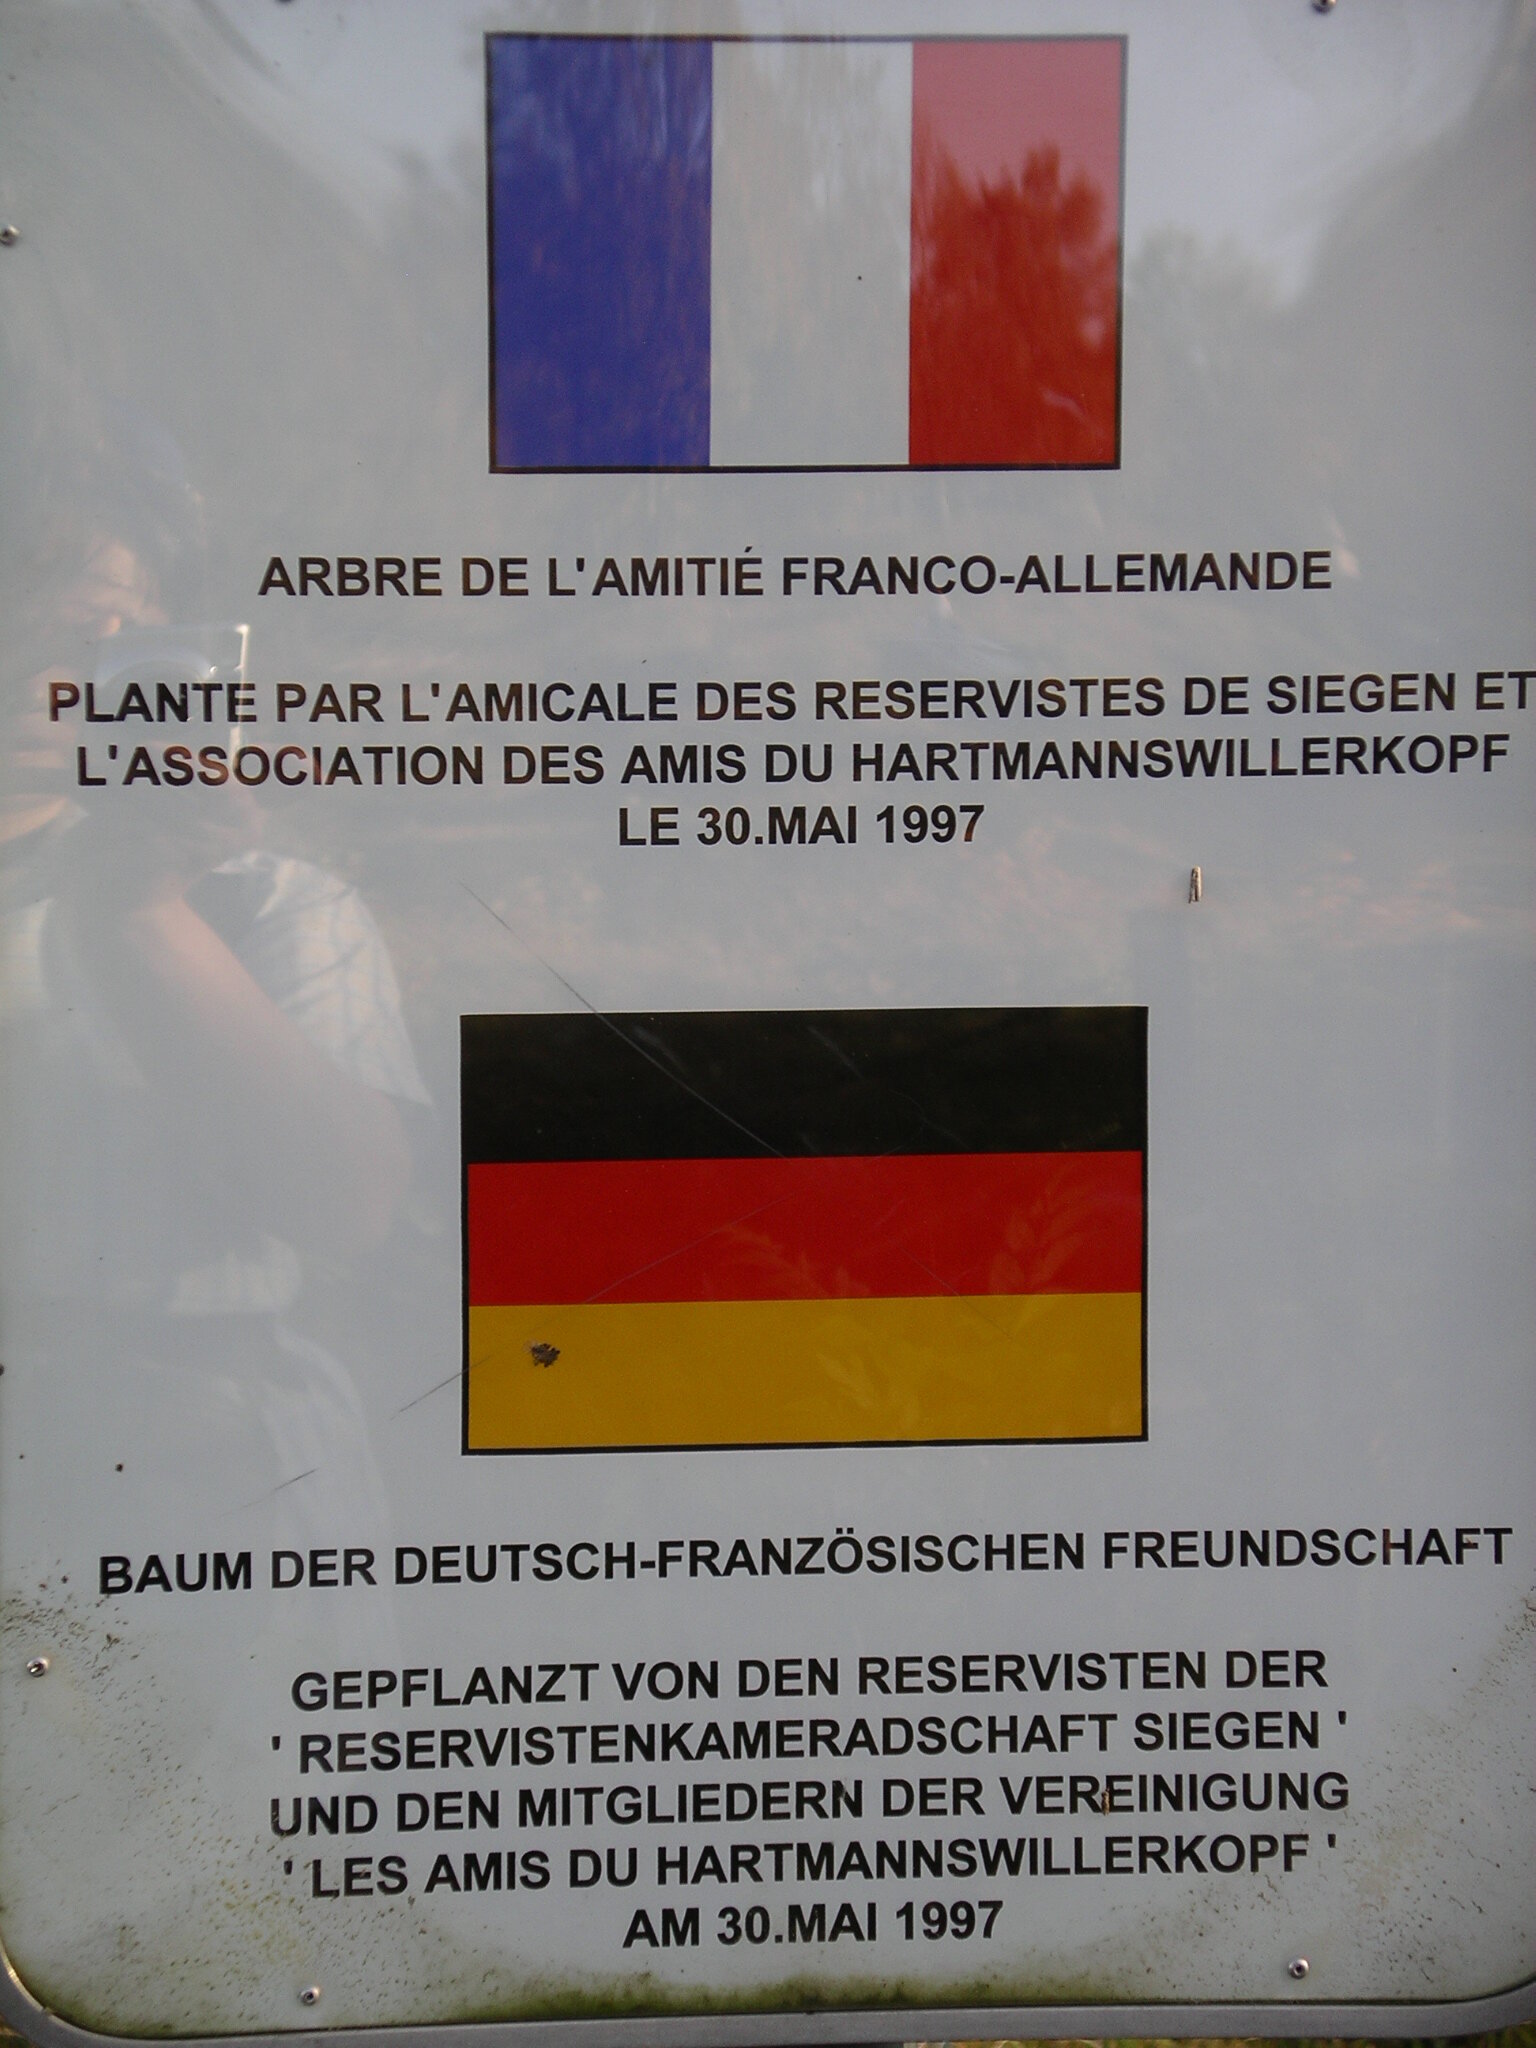 ARBRE DE L'AMITIÉ FRANCO-ALLEMANDE
PLANTE PAR L'AMICALE DES RESERVISTES DE SIEGEN ET
L'ASSOCIATION DES AMIS DU HARTMANNSWILLERKOPF
LE 30.MAI 1997
BAUM DER DEUTSCH-FRANZÖSISCHEN FREUNDSCHAFT
GEPFLANZT VON DEN RESERVISTEN DER
' RESERVISTENKAMERADSCHAFT SIEGEN '
UND DEN MITGLIEDERN DER VEREINIGUNG
' LES AMIS DU HARTMANNSWILLERKOPF '
AM 30.MAI 1997